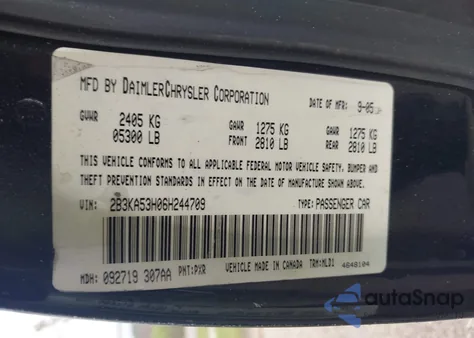 MFD BY DAIMLERCHRYSLER CORPORATION DATE OF MFR: 9-05
GVWR 2405 KG GAWR 1275 KG GAWR 1275 KG
05300 LB FRONT 2810 LB REAR 2810 LB
THIS VEHICLE CONFORMS TO ALL APPLICABLE FEDERAL MOTOR VEHICLE SAFETY, BUMPER AND
THEFT PREVENTION STANDARDS IN EFFECT ON THE DATE OF MANUFACTURE SHOWN ABOVE.
VIN: 2B3KA53H06H244709 TYPE: PASSENGER CAR
MDH: 092719 307AA PNT: PXR VEHICLE MADE IN CANADA TRM: MLD1 4648104
autoSnap